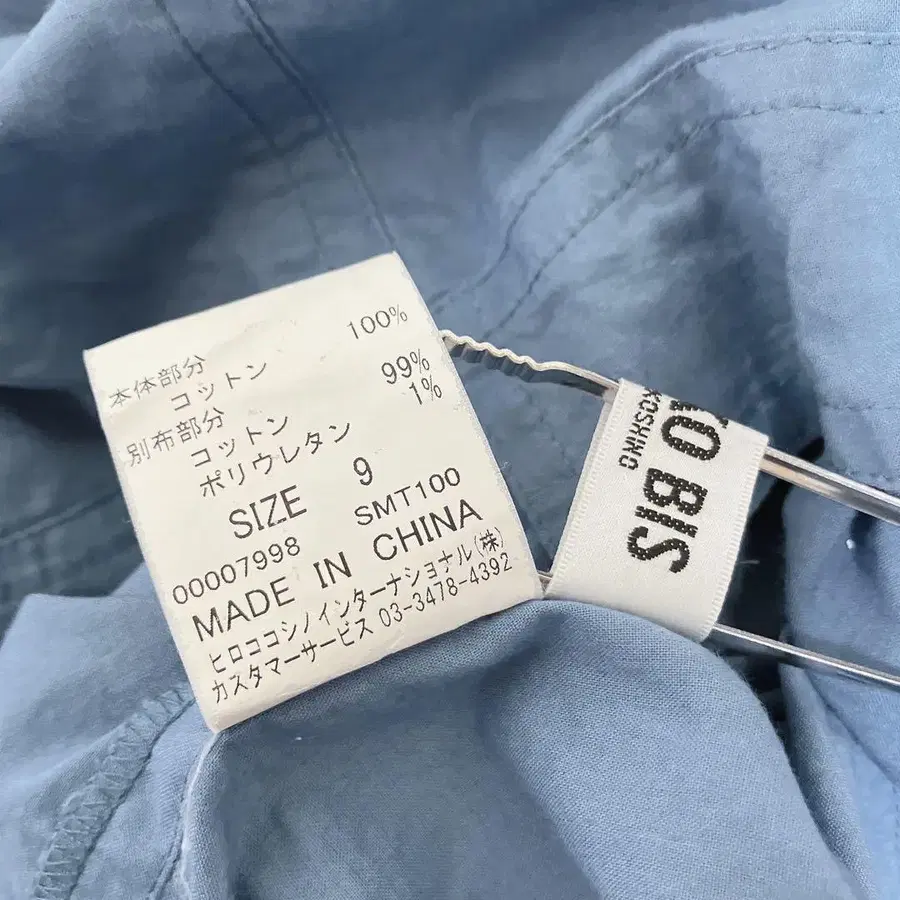 本体部分
コットン 100%
別布部分
コットン 99%
ポリウレタン 1%
SIZE 9
00007998 SMT100
MADE IN CHINA
ヒロココシノインターナショナル(株)
カスタマーサービス 03-3478-4392
KO BIS
KOSHINO